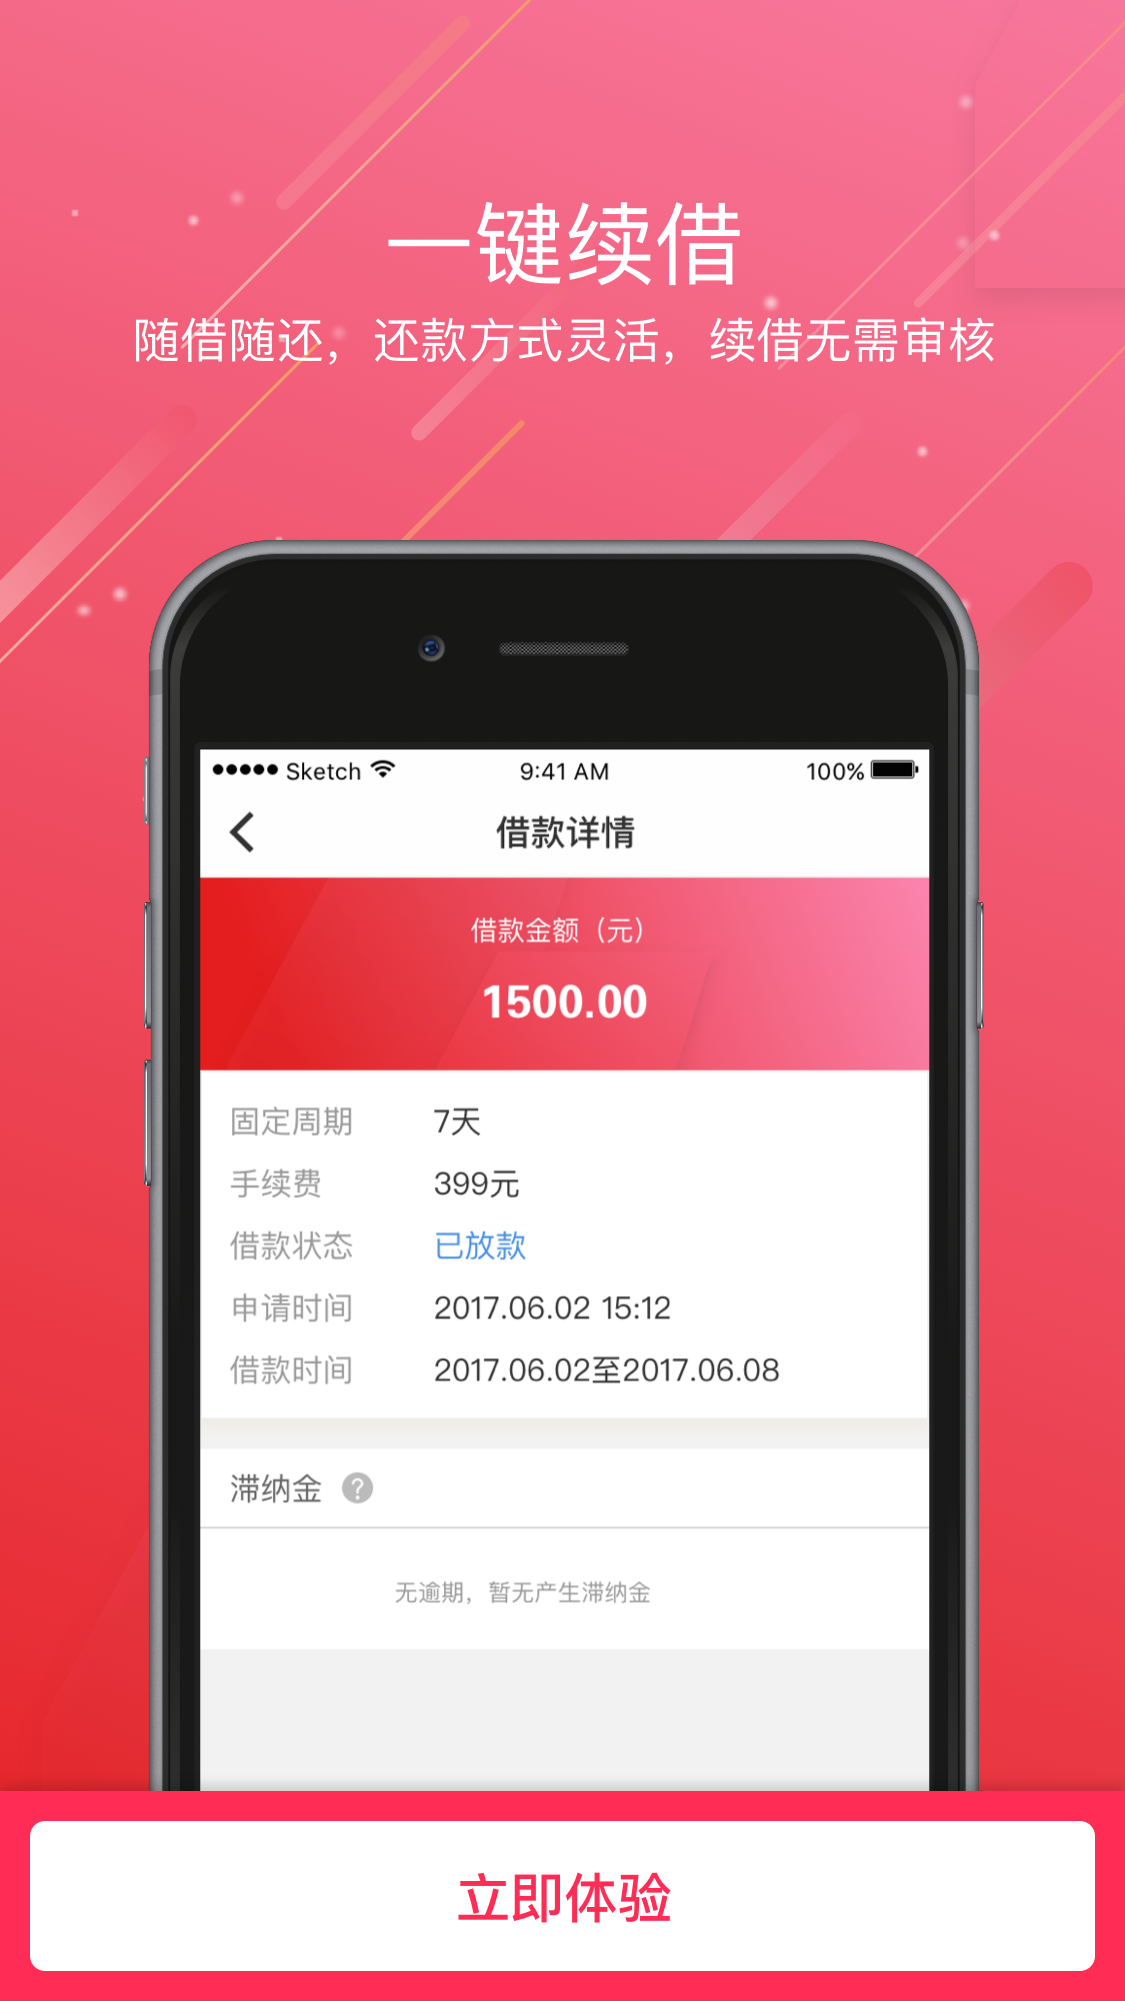 一键续借
随借随还，还款方式灵活，续借无需审核
●●●●● Sketch 9:41 AM 100%
借款详情
借款金额（元）
1500.00
固定周期 7天
手续费 399元
借款状态 已放款
申请时间 2017.06.02 15:12
借款时间 2017.06.02至2017.06.08
滞纳金 ?
无逾期，暂无产生滞纳金
立即体验